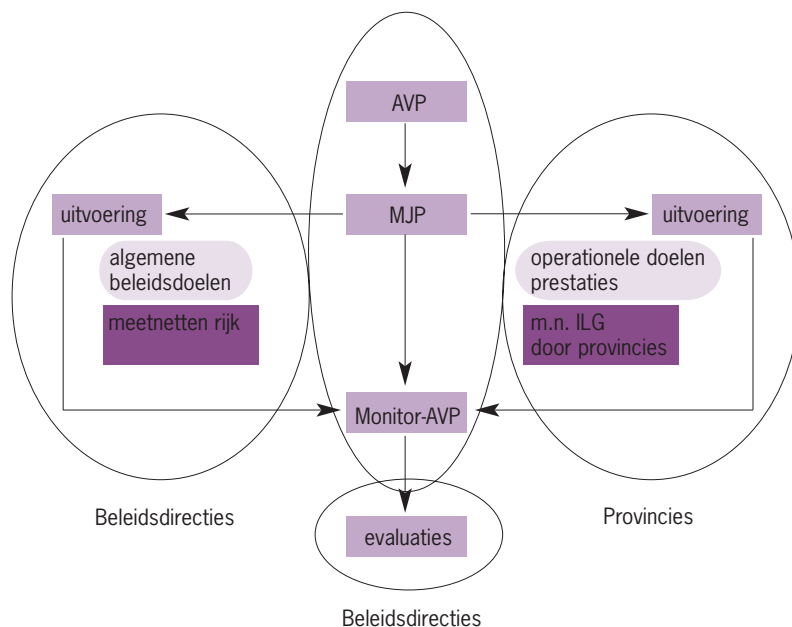 AVP
uitvoering
MJP
uitvoering
algemene
beleidsdoelen
operationele doelen
prestaties
meetnetten rijk
m.n. ILG
door provincies
Monitor-AVP
Beleidsdirecties
Provincies
evaluaties
Beleidsdirecties